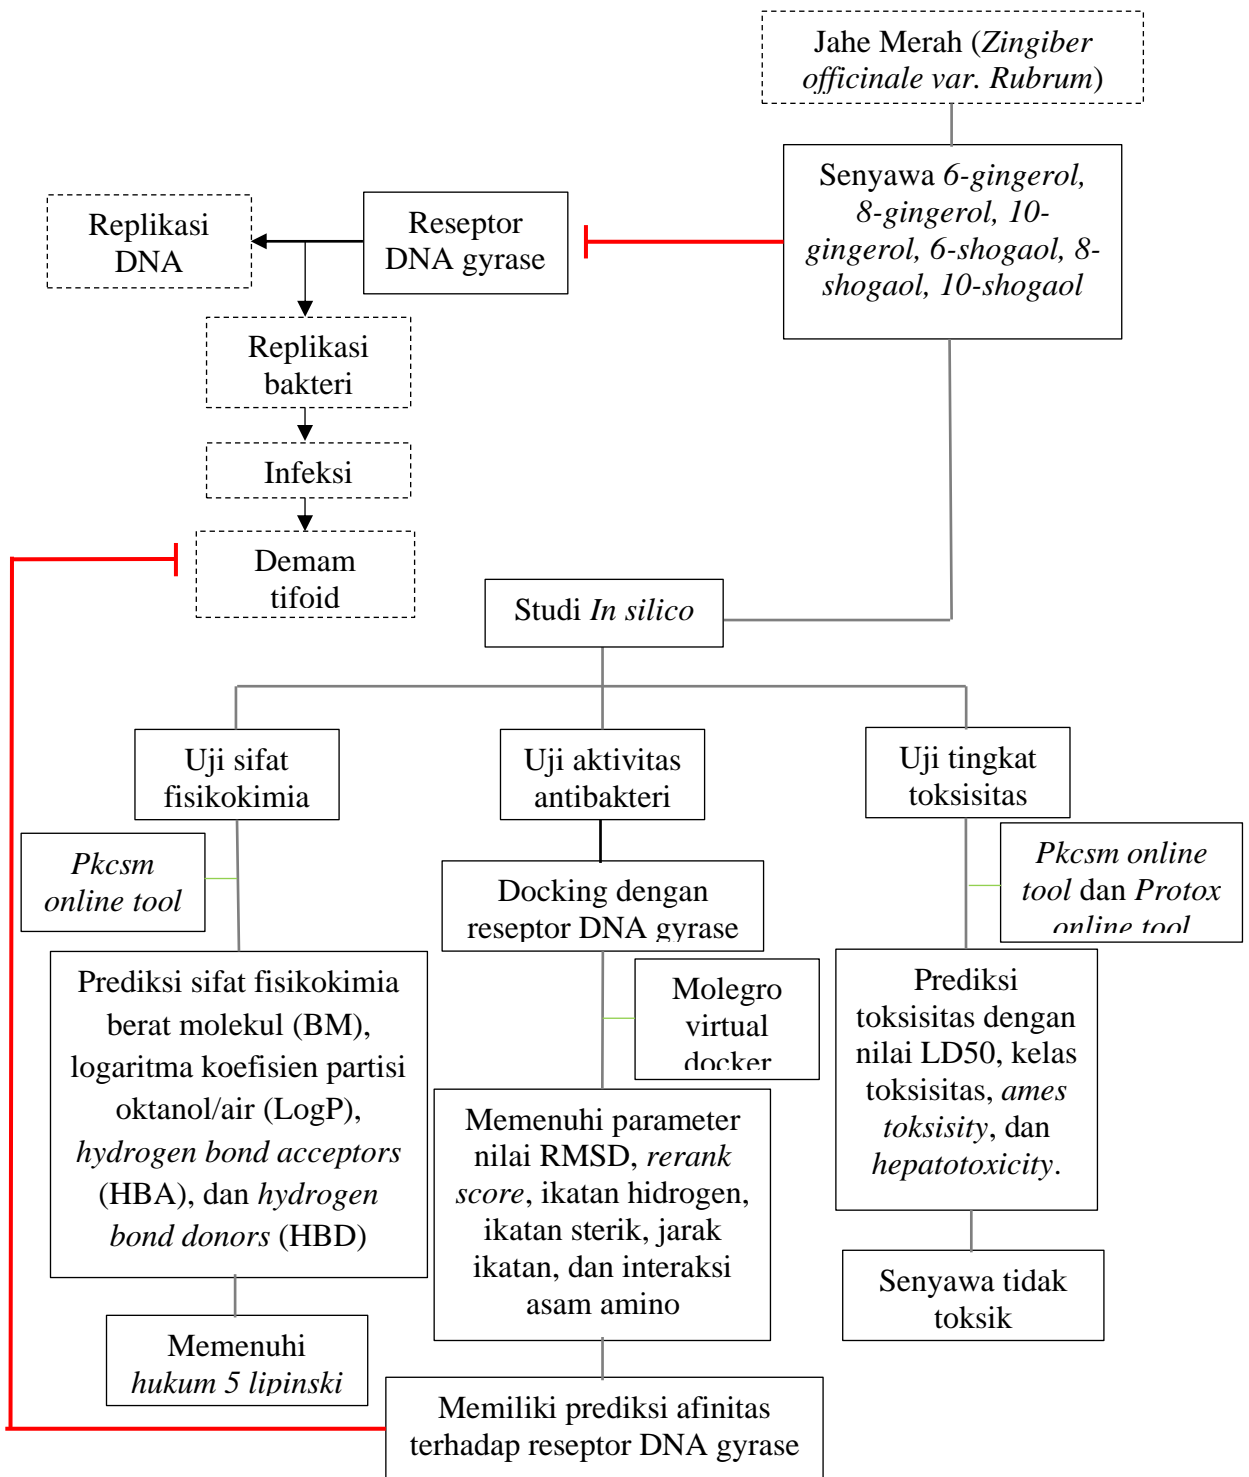 Jahe Merah (Zingiber
officinale var. Rubrum)
Senyawa 6-gingerol,
8-gingerol, 10-
gingerol, 6-shogaol, 8-
shogaol, 10-shogaol
Replikasi
DNA
Reseptor
DNA gyrase
Replikasi
bakteri
Infeksi
Demam
tifoid
Studi In silico
Uji sifat
fisikokimia
Uji aktivitas
antibakteri
Uji tingkat
toksisitas
Pkcsm
online tool
Docking dengan
reseptor DNA gyrase
Pkcsm online
tool dan Protox
online tool
Prediksi sifat fisikokimia
berat molekul (BM),
logaritma koefisien partisi
oktanol/air (LogP),
hydrogen bond acceptors
(HBA), dan hydrogen
bond donors (HBD)
Molegro
virtual
docker
Prediksi
toksisitas dengan
nilai LD50, kelas
toksisitas, ames
toksisity, dan
hepatotoxicity.
Memenuhi parameter
nilai RMSD, rerank
score, ikatan hidrogen,
ikatan sterik, jarak
ikatan, dan interaksi
asam amino
Senyawa tidak
toksik
Memenuhi
hukum 5 lipinski
Memiliki prediksi afinitas
terhadap reseptor DNA gyrase